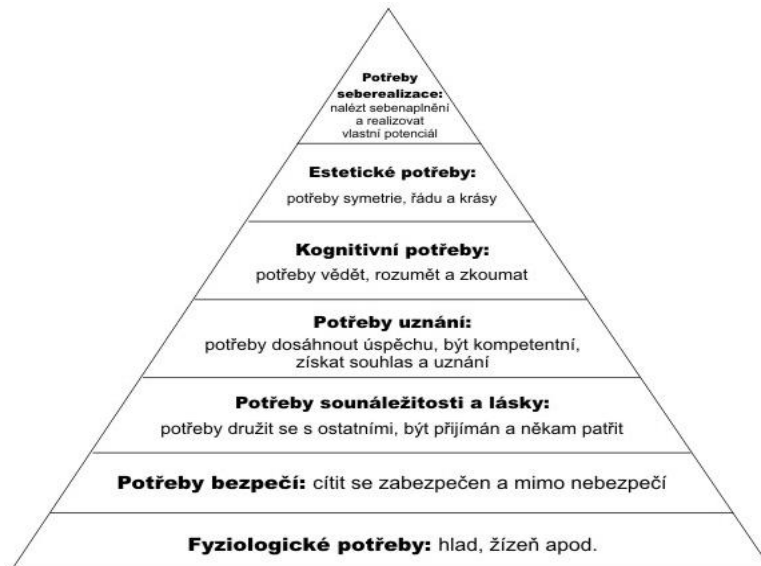 Potřeby
seberealizace:
nalézt sebenaplnění
a realizovat
vlastní potenciál
Estetické potřeby:
potřeby symetrie, řádu a krásy
Kognitivní potřeby:
potřeby vědět, rozumět a zkoumat
Potřeby uznání:
potřeby dosáhnout úspěchu, být kompetentní,
získat souhlas a uznání
Potřeby sounáležitosti a lásky:
potřeby družit se s ostatními, být přijímán a někam patřit
Potřeby bezpečí: cítit se zabezpečen a mimo nebezpečí
Fyziologické potřeby: hlad, žízeň apod.